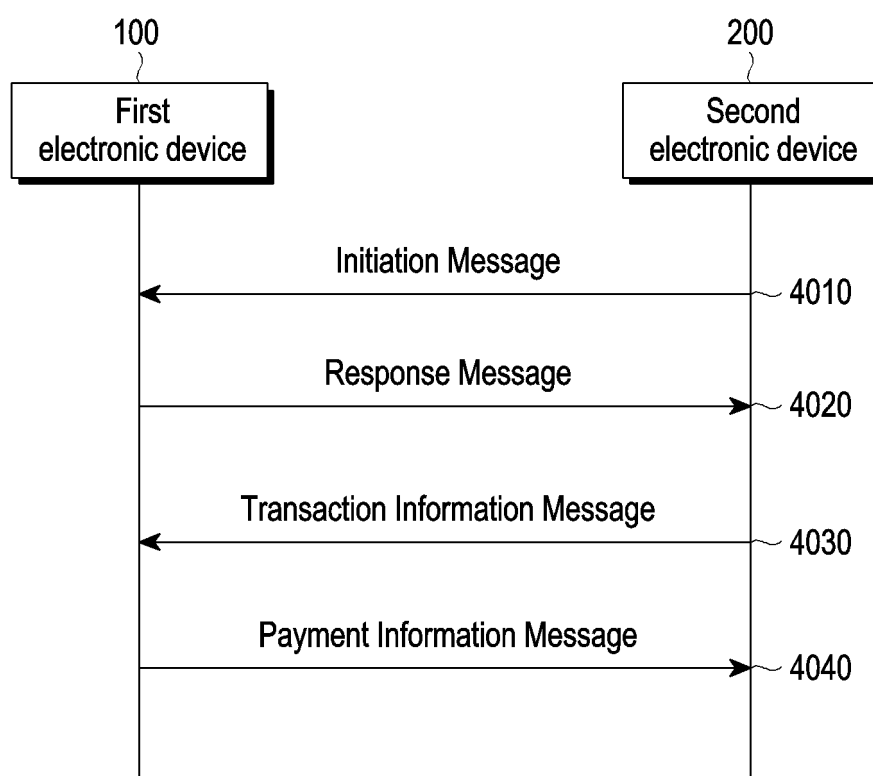 100
200
First
electronic device
Second
electronic device
Initiation Message
4010
Response Message
4020
Transaction Information Message
4030
Payment Information Message
4040